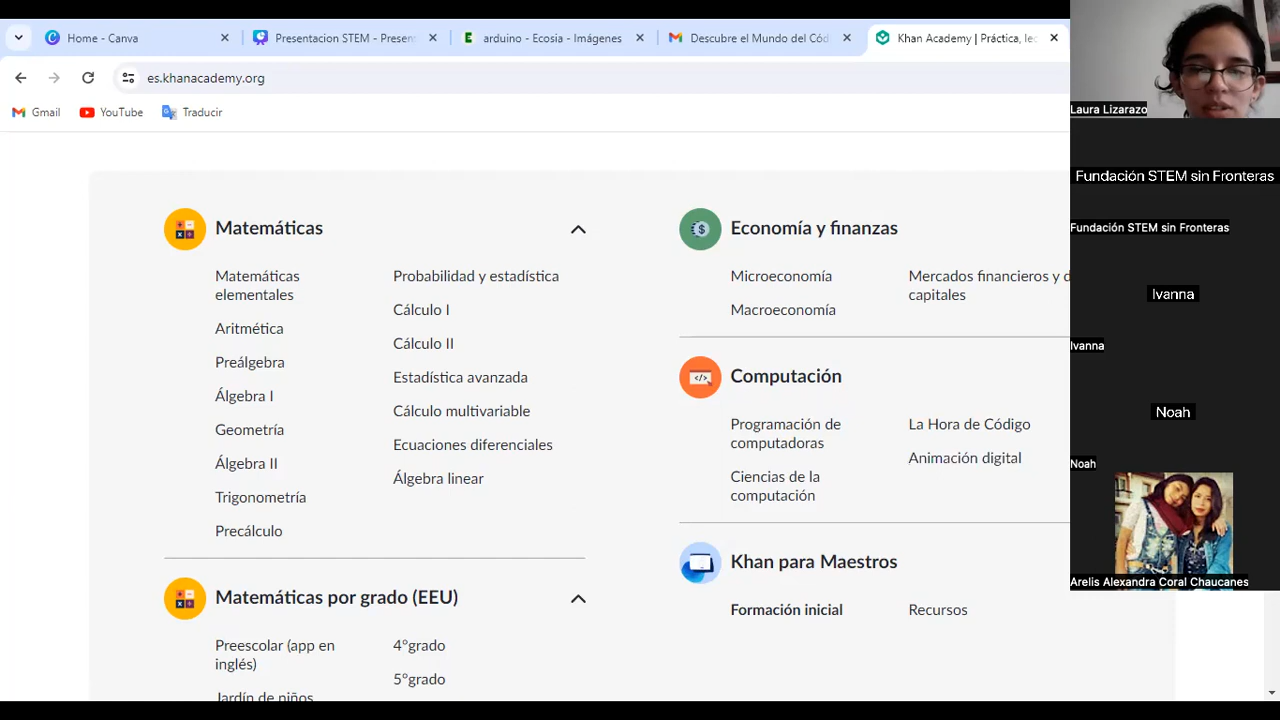 Home - Canva
Presentacion STEM - Presen
arduino - Ecosia - Imágenes
Descubre el Mundo del Cód
Khan Academy | Práctica, lec
es.khanacademy.org
Gmail
YouTube
Traducir
Matemáticas
Matemáticas
elementales
Aritmética
Preálgebra
Álgebra I
Geometría
Álgebra II
Trigonometría
Precálculo
Probabilidad y estadística
Cálculo I
Cálculo II
Estadística avanzada
Cálculo multivariable
Ecuaciones diferenciales
Álgebra linear
Matemáticas por grado (EEU)
Preescolar (app en
inglés)
Jardín de niños
4°grado
5°grado
Economía y finanzas
Microeconomía
Macroeconomía
Mercados financieros y d
capitales
Computación
Programación de
computadoras
Ciencias de la
computación
La Hora de Código
Animación digital
Khan para Maestros
Formación inicial
Recursos
Laura Lizarazo
Fundación STEM sin Fronteras
Fundación STEM sin Fronteras
Ivanna
Ivanna
Noah
Noah
Arelis Alexandra Coral Chaucanes